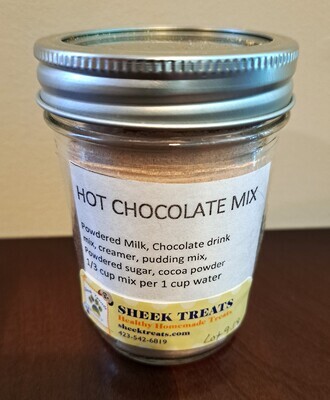 HOT CHOCOLATE MIX
Powdered Milk, Chocolate drink
mix, creamer, pudding mix,
Powdered sugar, cocoa powder
1/3 cup mix per 1 cup water
SHEEK TREATS
Healthy Homemade Treats
sheektreats.com
423-542-6819